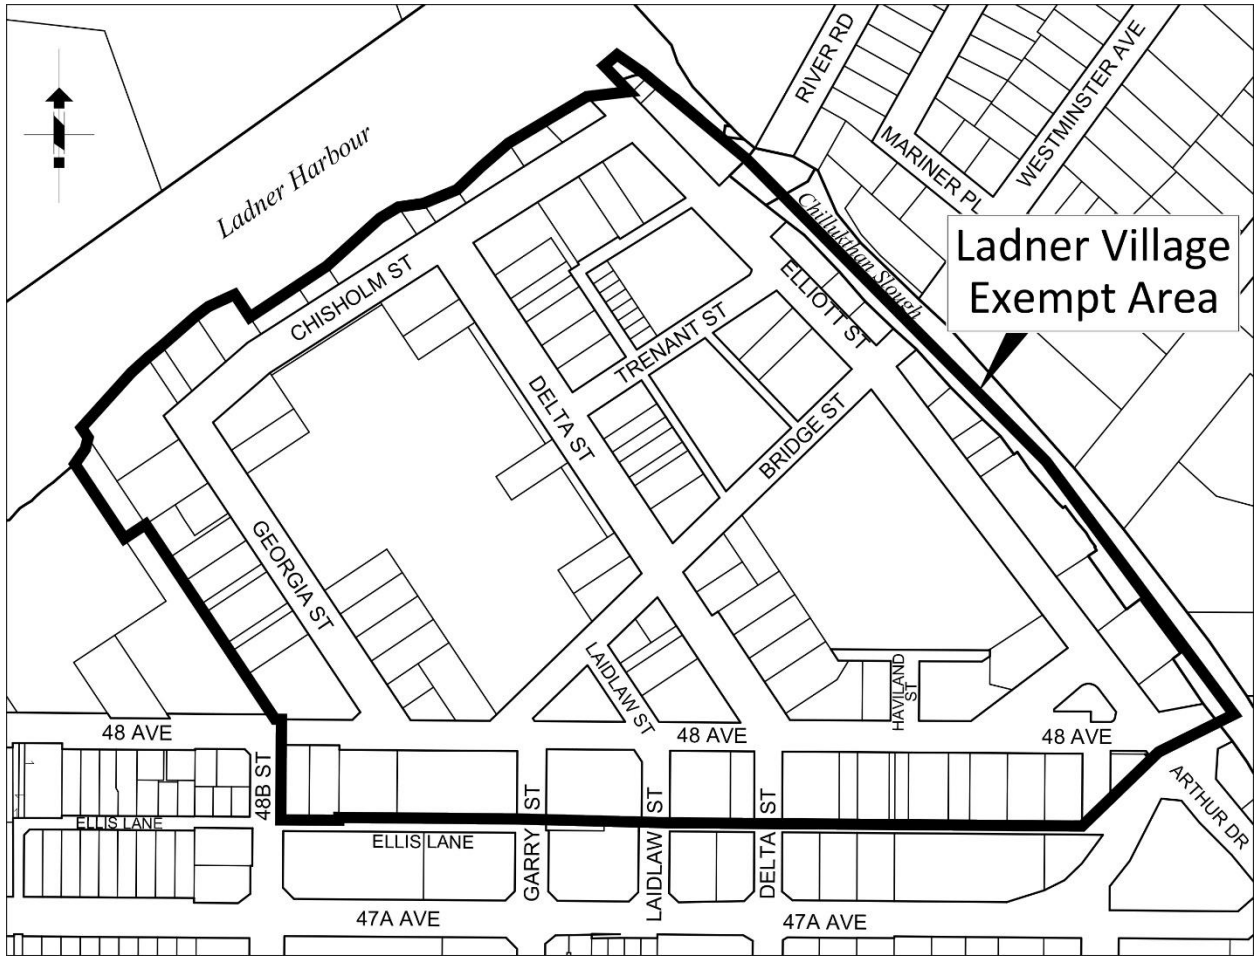 RIVER RD
WESTMINSTER AVE
MARINER PL
Ladner Harbour
Chillukthan Slough
Ladner Village
Exempt Area
CHISHOLM ST
ELLIOTT ST
TRENANT ST
DELTA ST
BRIDGE ST
GEORGIA ST
LAIDLAW ST
HAVILAND
ST
48 AVE
48 AVE
48 AVE
48B ST
GARRY ST
LAIDLAW ST
DELTA ST
ARTHUR DR
ELLIS LANE
ELLIS LANE
47A AVE
47A AVE